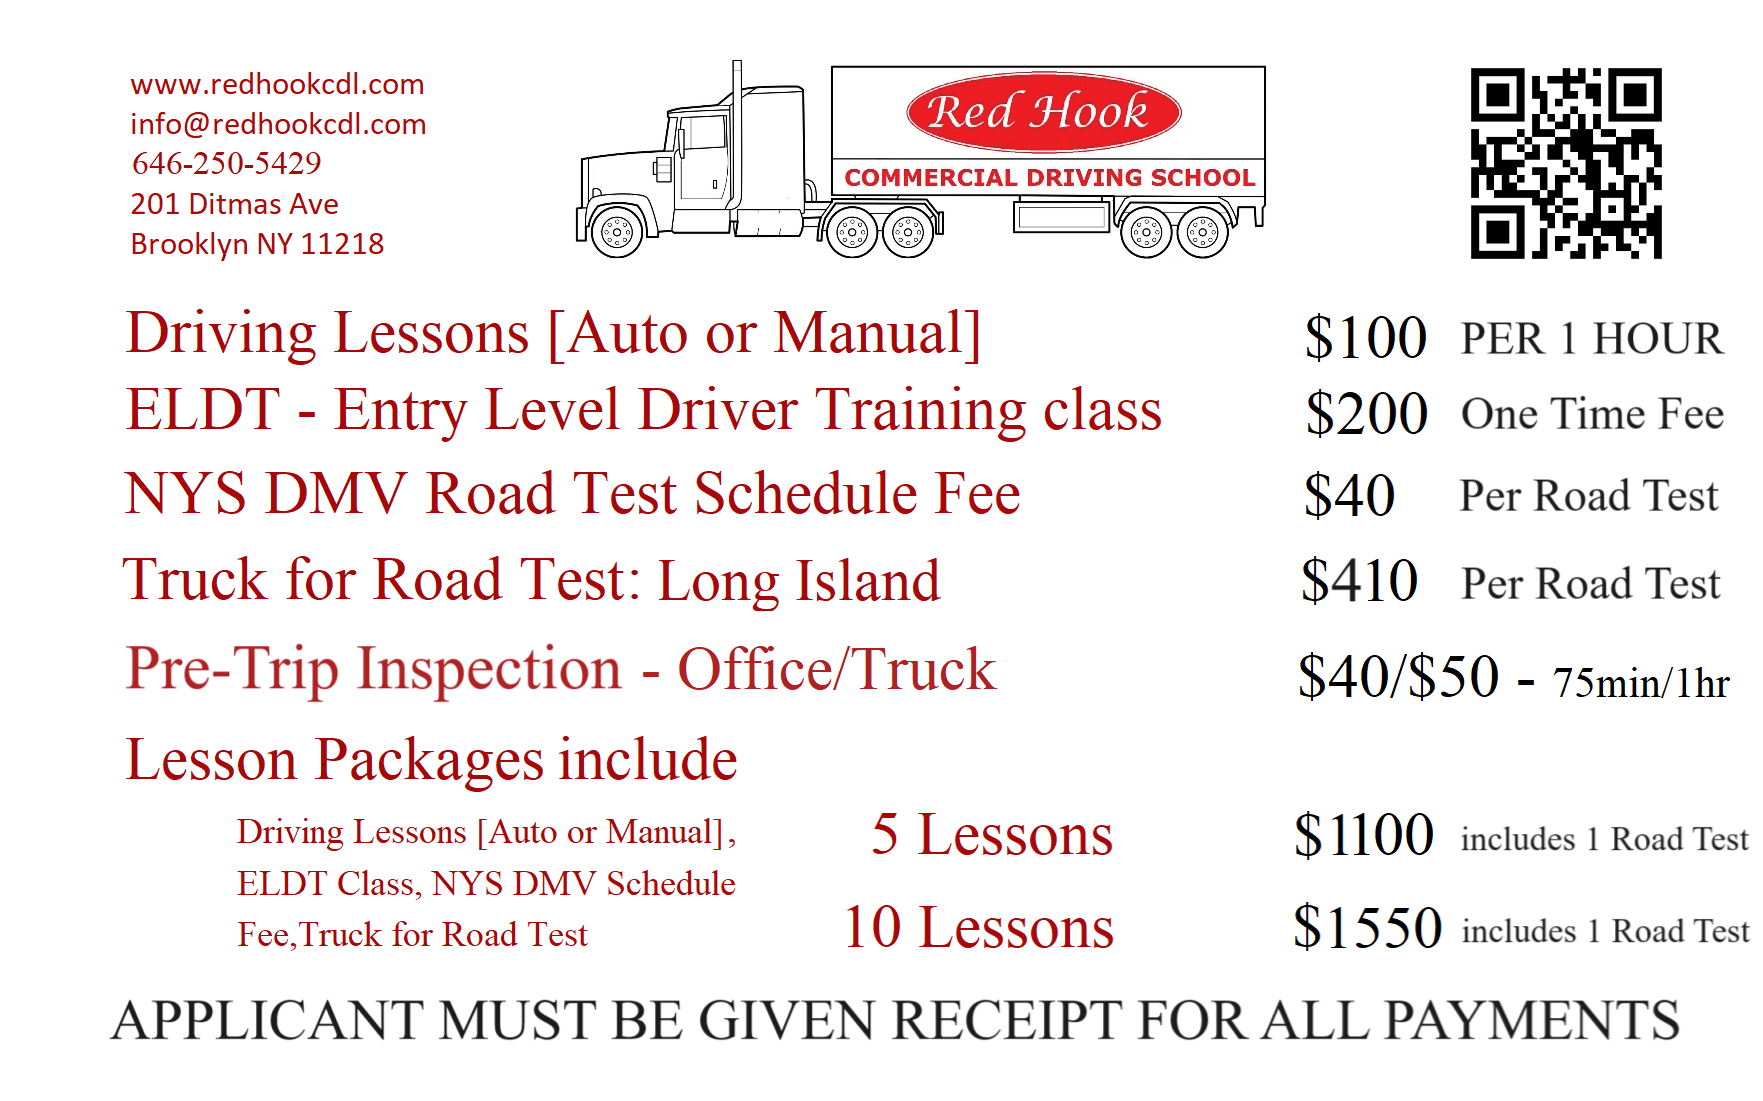 www.redhookcdl.com
info@redhookcdl.com
646-250-5429
201 Ditmas Ave
Brooklyn NY 11218
Red Hook
COMMERCIAL DRIVING SCHOOL
Driving Lessons [Auto or Manual] $100 PER 1 HOUR
ELDT - Entry Level Driver Training class $200 One Time Fee
NYS DMV Road Test Schedule Fee $40 Per Road Test
Truck for Road Test: Long Island $410 Per Road Test
Pre-Trip Inspection - Office/Truck $40/$50 - 75min/1hr
Lesson Packages include
Driving Lessons [Auto or Manual],
ELDT Class, NYS DMV Schedule
Fee,Truck for Road Test
5 Lessons $1100 includes 1 Road Test
10 Lessons $1550 includes 1 Road Test
APPLICANT MUST BE GIVEN RECEIPT FOR ALL PAYMENTS